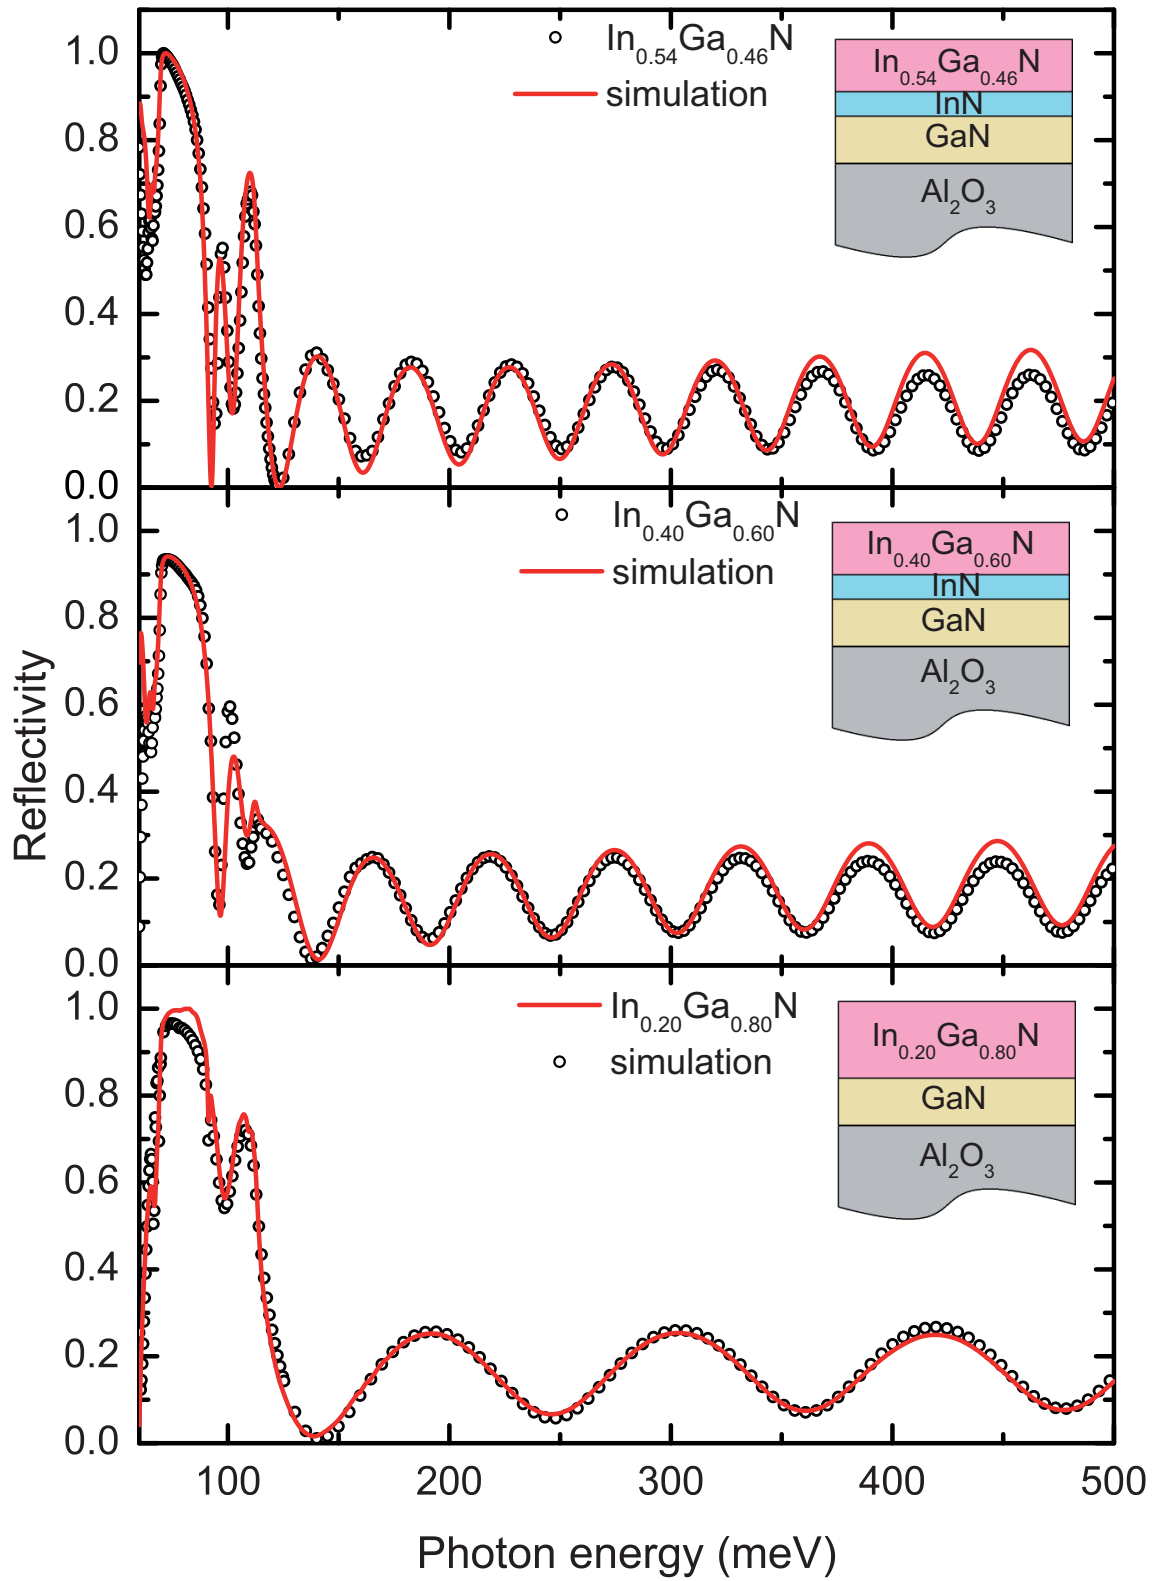 In0.54Ga0.46N
simulation
In0.54Ga0.46N
InN
GaN
Al2O3
1.0
0.8
0.6
0.4
0.2
0.0
In0.40Ga0.60N
simulation
In0.40Ga0.60N
InN
GaN
Al2O3
1.0
0.8
0.6
0.4
0.2
0.0
Reflectivity
In0.20Ga0.80N
simulation
In0.20Ga0.80N
GaN
Al2O3
1.0
0.8
0.6
0.4
0.2
0.0
100 200 300 400 500
Photon energy (meV)